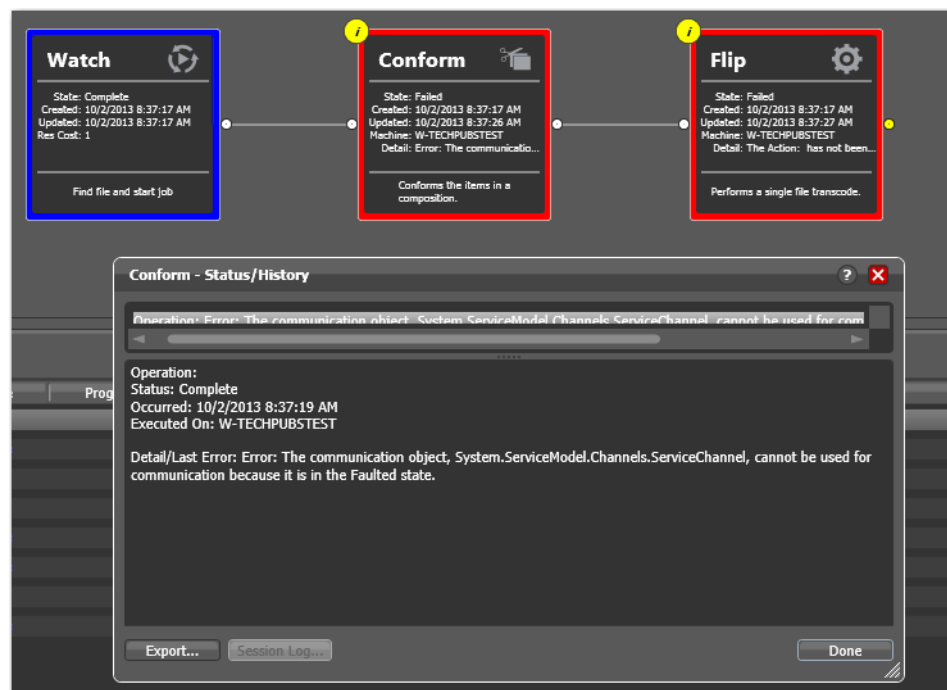 Watch
State: Complete
Created: 10/2/2013 8:37:17 AM
Updated: 10/2/2013 8:37:17 AM
Res Cost: 1
Find file and start job
i
Conform
State: Failed
Created: 10/2/2013 8:37:17 AM
Updated: 10/2/2013 8:37:26 AM
Machine: W-TECHPUBSTEST
Detail: Error: The communicatio...
Conforms the items in a
composition.
i
Flip
State: Failed
Created: 10/2/2013 8:37:17 AM
Updated: 10/2/2013 8:37:27 AM
Machine: W-TECHPUBSTEST
Detail: The Action: has not been...
Performs a single file transcode.
Conform - Status/History
?
Operation: Error: The communication object, System.ServiceModel.Channels.ServiceChannel, cannot be used for com
Prog
Operation:
Status: Complete
Occurred: 10/2/2013 8:37:19 AM
Executed On: W-TECHPUBSTEST
Detail/Last Error: Error: The communication object, System.ServiceModel.Channels.ServiceChannel, cannot be used for
communication because it is in the Faulted state.
Export...
Session Log...
Done